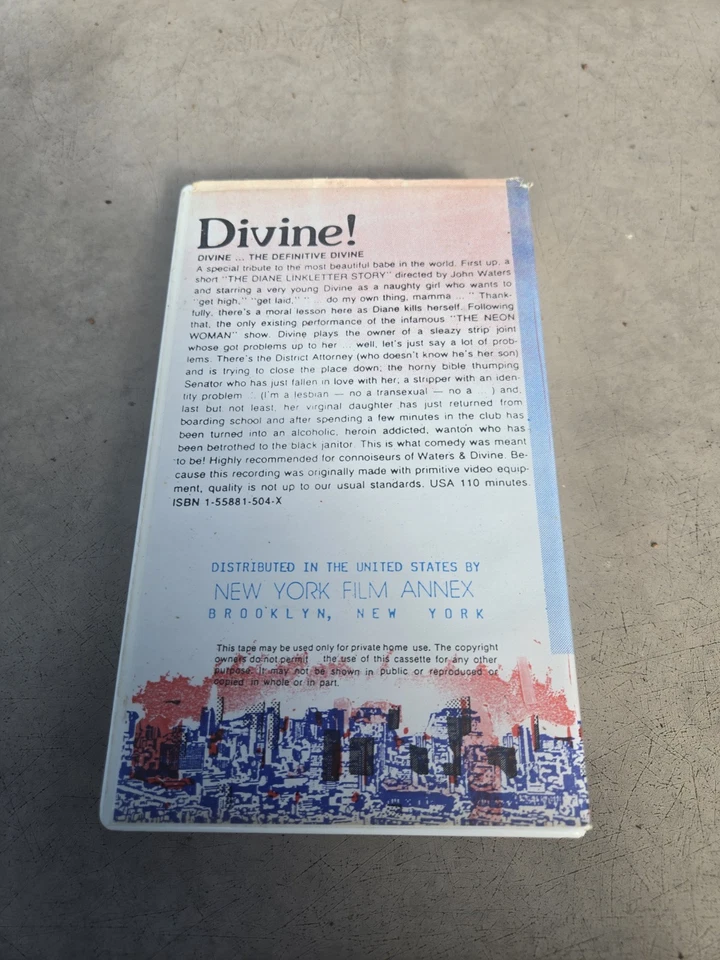 Divine!
DIVINE ... THE DEFINITIVE DIVINE
A special tribute to the most beautiful babe in the world. First up, a
short "THE DIANE LINKLETTER STORY" directed by John Waters
and starring a very young Divine as a naughty girl who wants to
"get high," "get laid," " ... do my own thing, mamma ... " Thank-
fully, there's a moral lesson here as Diane kills herself. Following
that, the only existing performance of the infamous "THE NEON
WOMAN" show. Divine plays the owner of a sleazy strip joint
whose got problems up to her ... well, let's just say a lot of prob-
lems. There's the District Attorney (who doesn't know he's her son)
and is trying to close the place down; the horny bible thumping
Senator who has just fallen in love with her; a stripper with an iden-
tity problem ... (I'm a lesbian — no a transexual — no a ...) and,
last but not least, her virginal daughter has just returned from
boarding school and after spending a few minutes in the club has
been turned into an alcoholic, heroin addicted, wanton who has
been betrothed to the black janitor. This is what comedy was meant
to be! Highly recommended for connoiseurs of Waters & Divine. Be-
cause this recording was originally made with primitive video equip-
ment, quality is not up to our usual standards. USA 110 minutes.
ISBN 1-55881-504-X
DISTRIBUTED IN THE UNITED STATES BY
NEW YORK FILM ANNEX
BROOKLYN, NEW YORK
This tape may be used only for private home use. The copyright
owners do not permit the use of this cassette for any other
purpose. It may not be shown in public or reproduced or
copied in whole or in part.